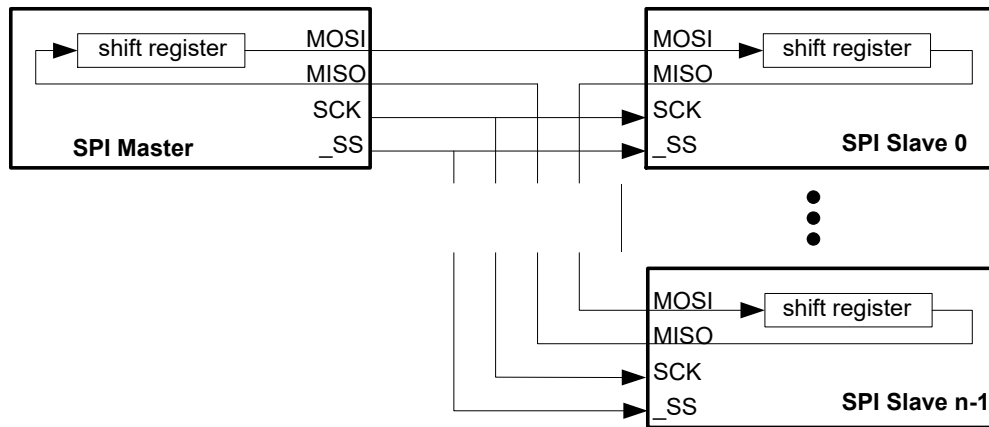 shift register
MOSI
MISO
SCK
_SS
SPI Master
MOSI
shift register
MISO
SCK
_SS
SPI Slave 0
MOSI
shift register
MISO
SCK
_SS
SPI Slave n-1